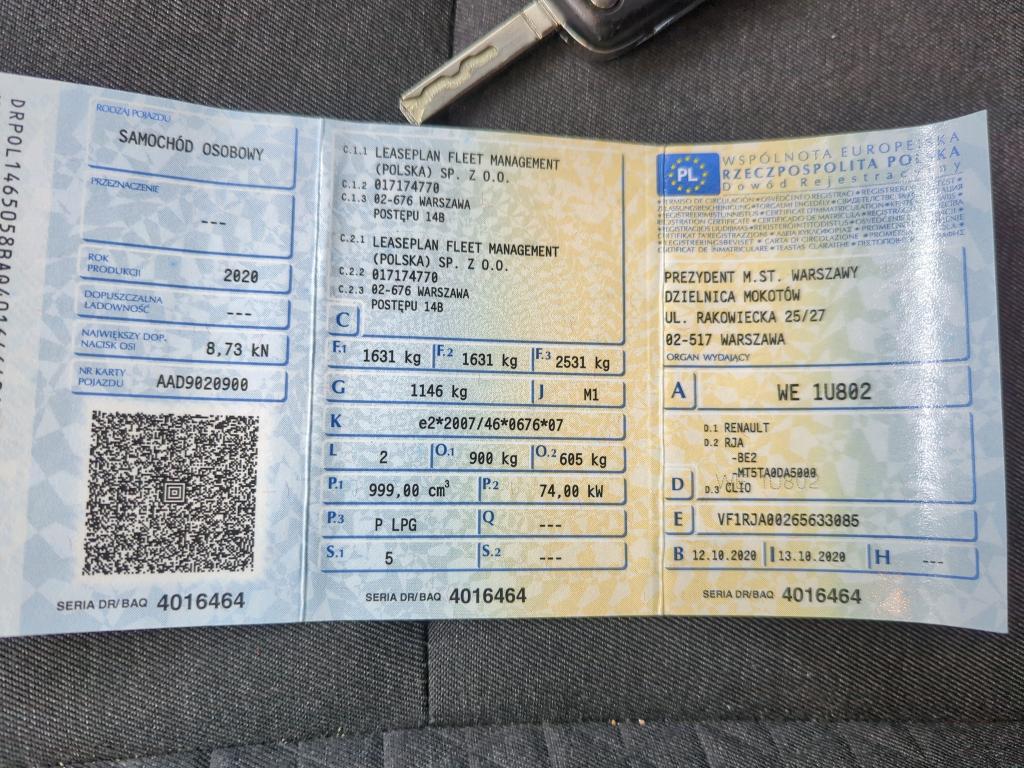 DRPOL
RODZAJ POJAZDU
SAMOCHÓD OSOBOWY
PRZEZNACZENIE
---
ROK PRODUKCJI
2020
DOPUSZCZALNA ŁADOWNOŚĆ
---
NAJWIĘKSZY DOP. NACISK OSI
8,73 kN
NR KARTY POJAZDU
AAD9020900
SERIA DR/BAQ 4016464
C.1.1 LEASEPLAN FLEET MANAGEMENT
(POLSKA) SP. Z O.O.
C.1.2 017174770
C.1.3 02-676 WARSZAWA
POSTĘPU 14B
C.2.1 LEASEPLAN FLEET MANAGEMENT
(POLSKA) SP. Z O.O.
C.2.2 017174770
C.2.3 02-676 WARSZAWA
POSTĘPU 14B
C
F.1 1631 kg F.2 1631 kg F.3 2531 kg
G 1146 kg J M1
K e2*2007/46*0676*07
L 2 O.1 900 kg O.2 605 kg
P.1 999,00 cm³ P.2 74,00 kW
P.3 P LPG Q ---
S.1 5 S.2 ---
SERIA DR/BAQ 4016464
PL
WSPÓLNOTA EUROPEJSKA
RZECZPOSPOLITA POLSKA
Dowód Rejestracyjny
PREZYDENT M.ST. WARSZAWY
DZIELNICA MOKOTÓW
UL. RAKOWIECKA 25/27
02-517 WARSZAWA
ORGAN WYDAJĄCY
A WE 1U802
D.1 RENAULT
D.2 RJA
-BE2
-MT5TA0DA5000
D D.3 CLIO
WE 1U802
E VF1RJA00265633085
B 12.10.2020 I 13.10.2020 H ---
SERIA DR/BAQ 4016464